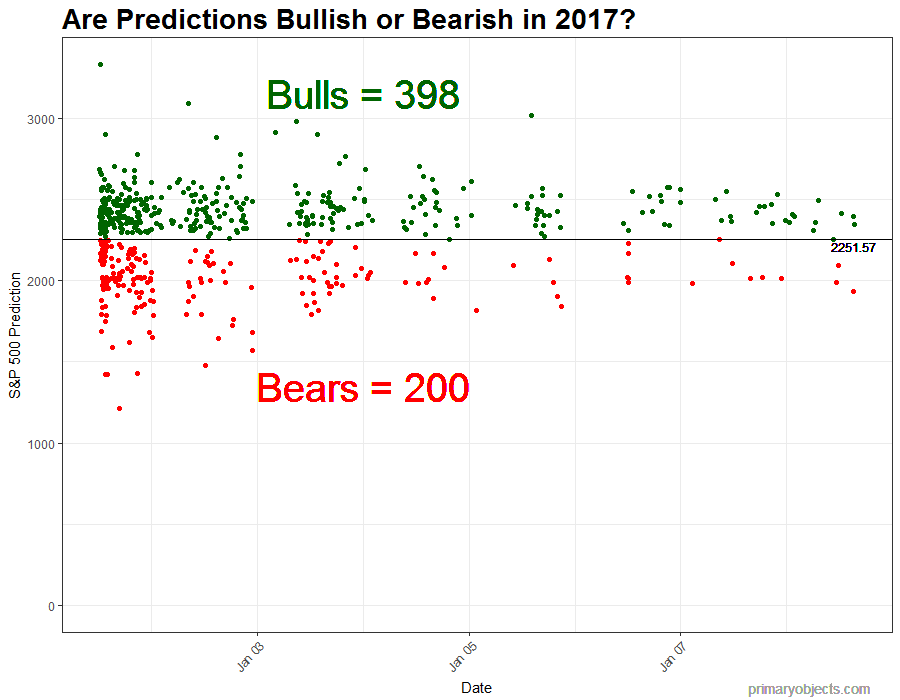 Are Predictions Bullish or Bearish in 2017?
Bulls = 398
3000
2251.57
2000
S&P 500 Prediction
Bears = 200
1000
0
Jan 03
Jan 05
Jan 07
Date
primaryobjects.com